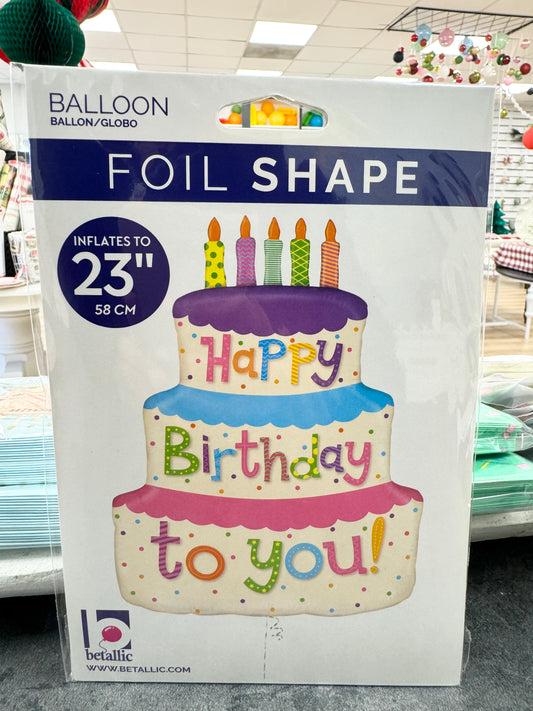 BALLOON
BALLON/GLOBO
FOIL SHAPE
INFLATES TO
23"
58 CM
Happy
Birthday
to you!
betallic
WWW.BETALLIC.COM